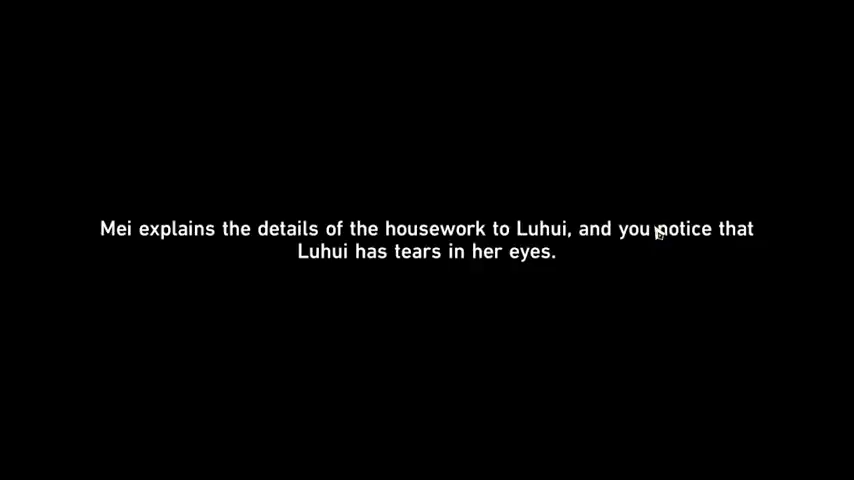 Mei explains the details of the housework to Luhui, and you notice that
Luhui has tears in her eyes.